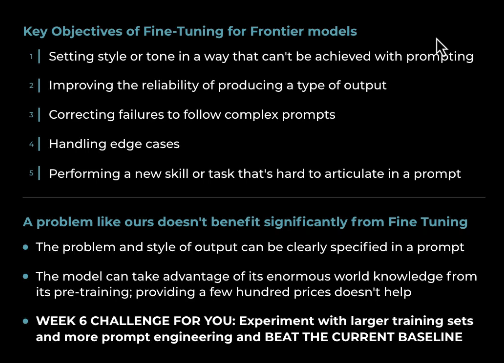 Key Objectives of Fine-Tuning for Frontier models
1 Setting style or tone in a way that can't be achieved with prompting
2 Improving the reliability of producing a type of output
3 Correcting failures to follow complex prompts
4 Handling edge cases
5 Performing a new skill or task that's hard to articulate in a prompt
A problem like ours doesn't benefit significantly from Fine Tuning
• The problem and style of output can be clearly specified in a prompt
• The model can take advantage of its enormous world knowledge from
its pre-training; providing a few hundred prices doesn't help
• WEEK 6 CHALLENGE FOR YOU: Experiment with larger training sets
and more prompt engineering and BEAT THE CURRENT BASELINE